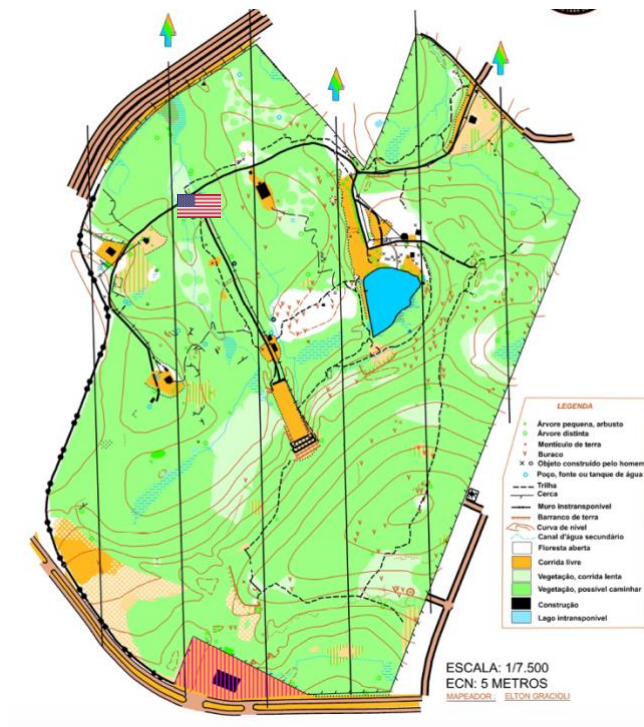 LEGENDA
Árvore pequena, arbusto
Árvore distinta
Montículo de terra
Buraco
Objeto construído pelo homem
Poço, fonte ou tanque de água
Trilha
Cerca
Muro instransponível
Barranco de terra
Curva de nível
Canal d'água secundário
Floresta aberta
Corrida livre
Vegetação, corrida lenta
Vegetação, possível caminhar
Construção
Lago intransponível
ESCALA: 1/7.500
ECN: 5 METROS
MAPEADOR : ELTON GRACIOLI